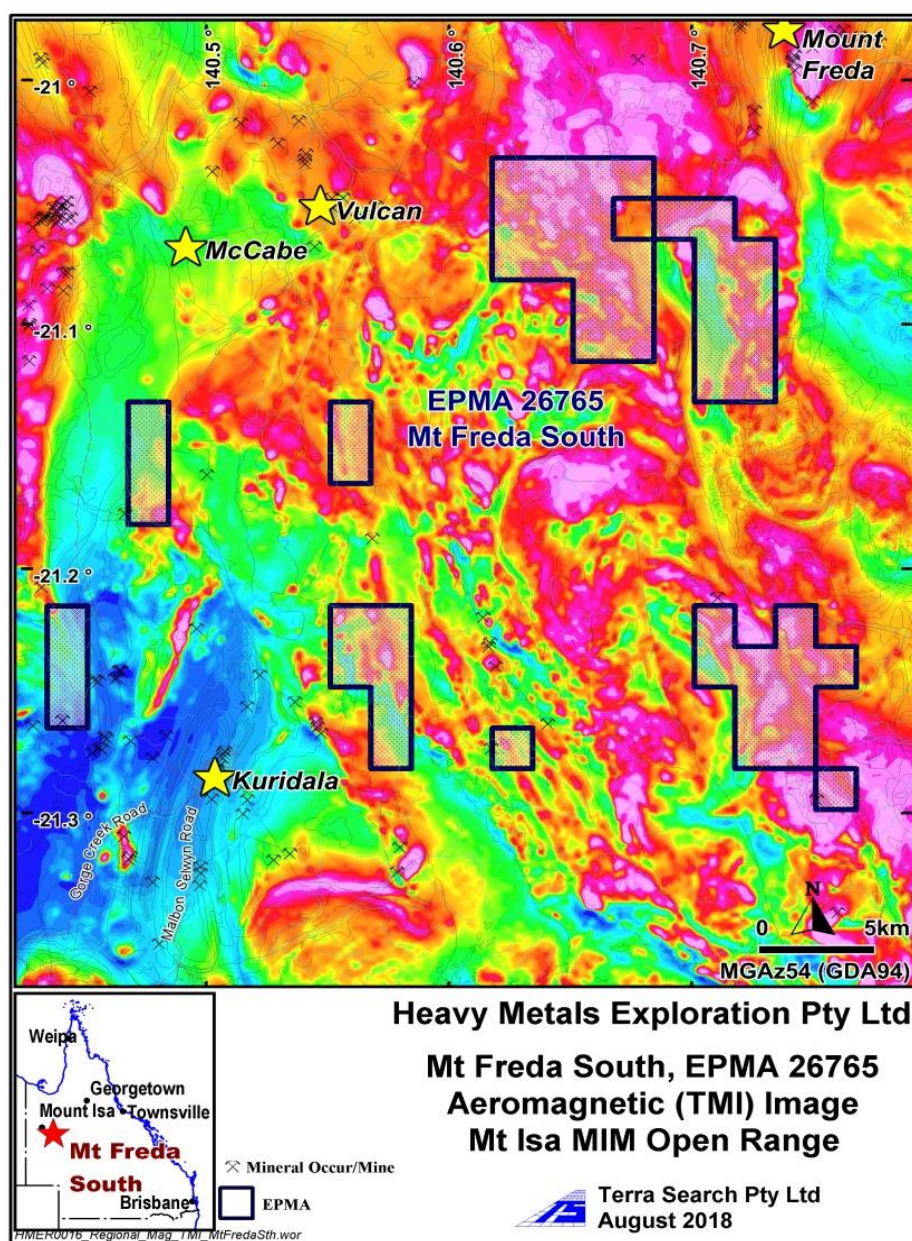 140.5 °
140.6 °
140.7 °
Mount
Freda
-21 °
Vulcan
McCabe
-21.1 °
EPMA 26765
Mt Freda South
-21.2 °
Kuridala
-21.3 °
Gorge Creek Road
Malbon Selwyn Road
N
0 5km
MGAz54 (GDA94)
Heavy Metals Exploration Pty Ltd
Mt Freda South, EPMA 26765
Aeromagnetic (TMI) Image
Mt Isa MIM Open Range
Weipa
Georgetown
Mount Isa
Townsville
Mt Freda
South
Brisbane
Mineral Occur/Mine
EPMA
Terra Search Pty Ltd
August 2018
HMER0016_Regional_Mag_TMI_MtFredaSth.wor